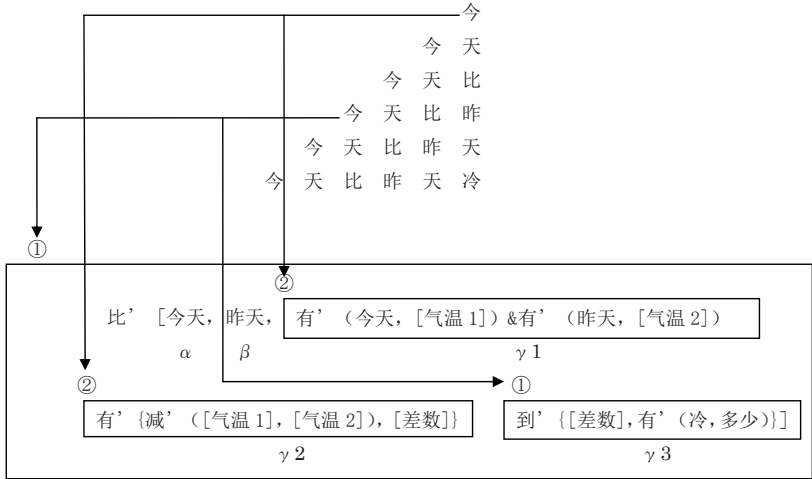 今
今 天
今 天 比
今 天 比 昨
今 天 比 昨 天
今 天 比 昨 天 冷
①
②
比’ [今天, 昨天, 有’ (今天, [气温 1]) &有’ (昨天, [气温 2])
α β γ 1
② ①
有’ {减’ ([气温 1], [气温 2]), [差数]} 到’ {[差数], 有’ (冷, 多少)}]
γ 2 γ 3